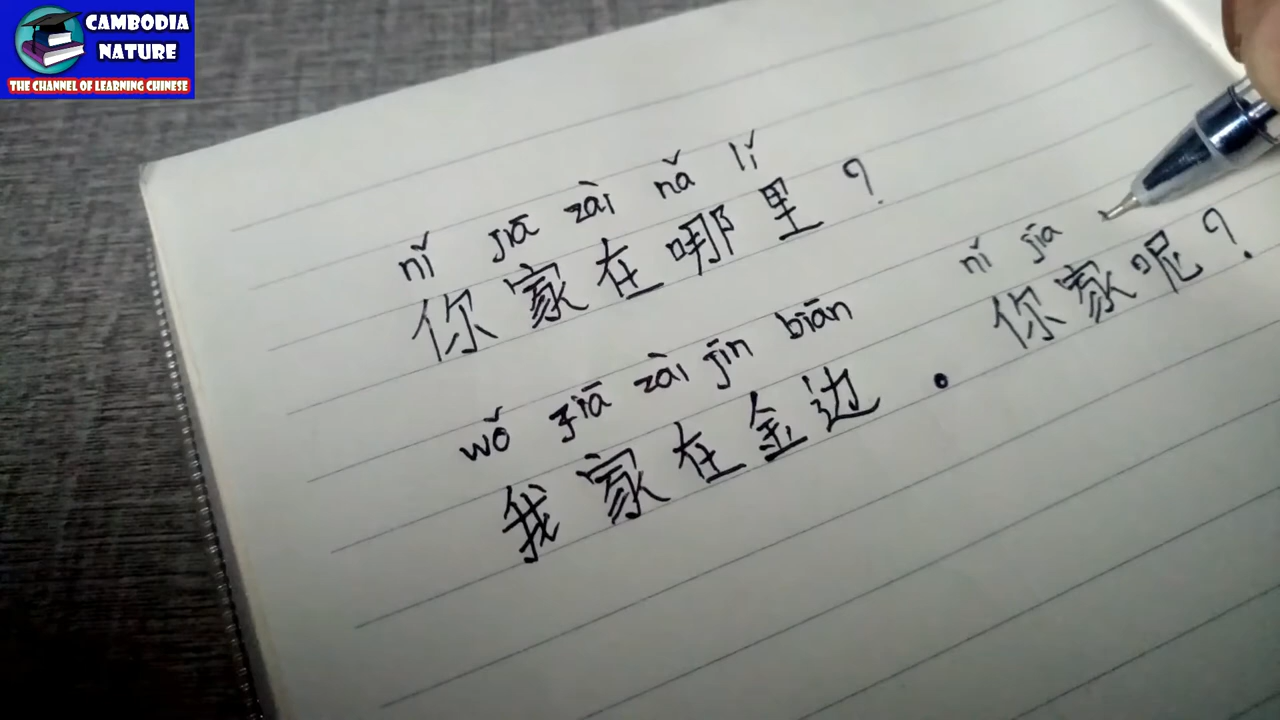 CAMBODIA
NATURE
THE CHANNEL OF LEARNING CHINESE
nǐ jiā zài nǎ lǐ
你家在哪里?
wǒ jiā zài jīn biān nǐ jia
我家在金边. 你家呢?